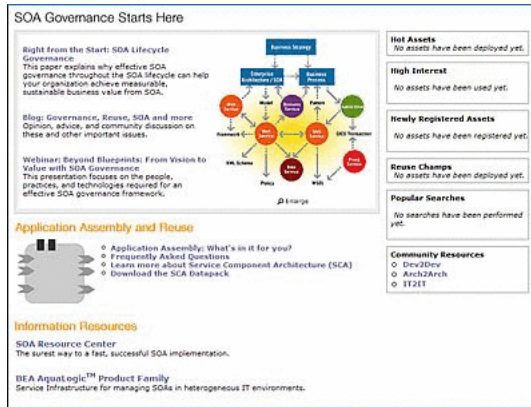 SOA Governance Starts Here
Right from the Start: SOA Lifecycle
Governance
This paper explains why effective SOA
governance throughout the SOA lifecycle can help
your organization achieve measurable,
sustainable business value from SOA.
Blog: Governance, Reuse, SOA and more
Opinion, advice, and community discussion on
these and other important issues.
Webinar: Beyond Blueprints: From Vision to
Value with SOA Governance
This presentation focuses on the people,
practices, and technologies required for an
effective SOA governance framework.
Business Strategy
Enterprise
Architecture / SOA
Business
Process
Model
Pattern
Framework
XML Schema
Policy
WSDL
Enlarge
Application Assembly and Reuse
Application Assembly: What's in it for you?
Frequently Asked Questions
Learn more about Service Component Architecture (SCA)
Download the SCA Datapack
Information Resources
SOA Resource Center
The surest way to a fast, successful SOA implementation.
BEA AquaLogic™ Product Family
Service Infrastructure for managing SOAs in heterogeneous IT environments.
Hot Assets
No assets have been deployed yet.
High Interest
No assets have been used yet.
Newly Registered Assets
No assets have been registered yet.
Reuse Champs
No assets have been deployed yet.
Popular Searches
No searches have been performed
yet.
Community Resources
Dev2Dev
Arch2Arch
IT2IT